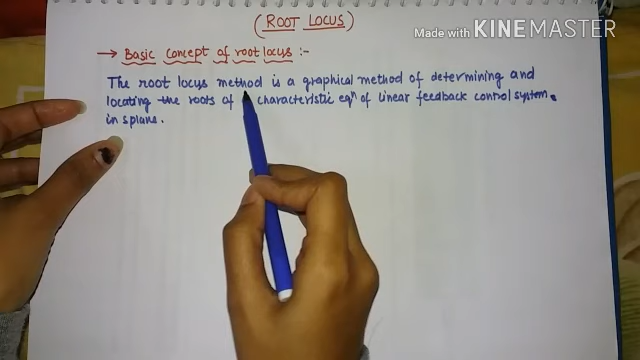 Made with KINEMASTER
(ROOT LOCUS)
→ Basic Concept of root locus :-
The root locus method is a graphical method of determining and
locating the roots of characteristic eqⁿ of linear feedback control system
in s plane.